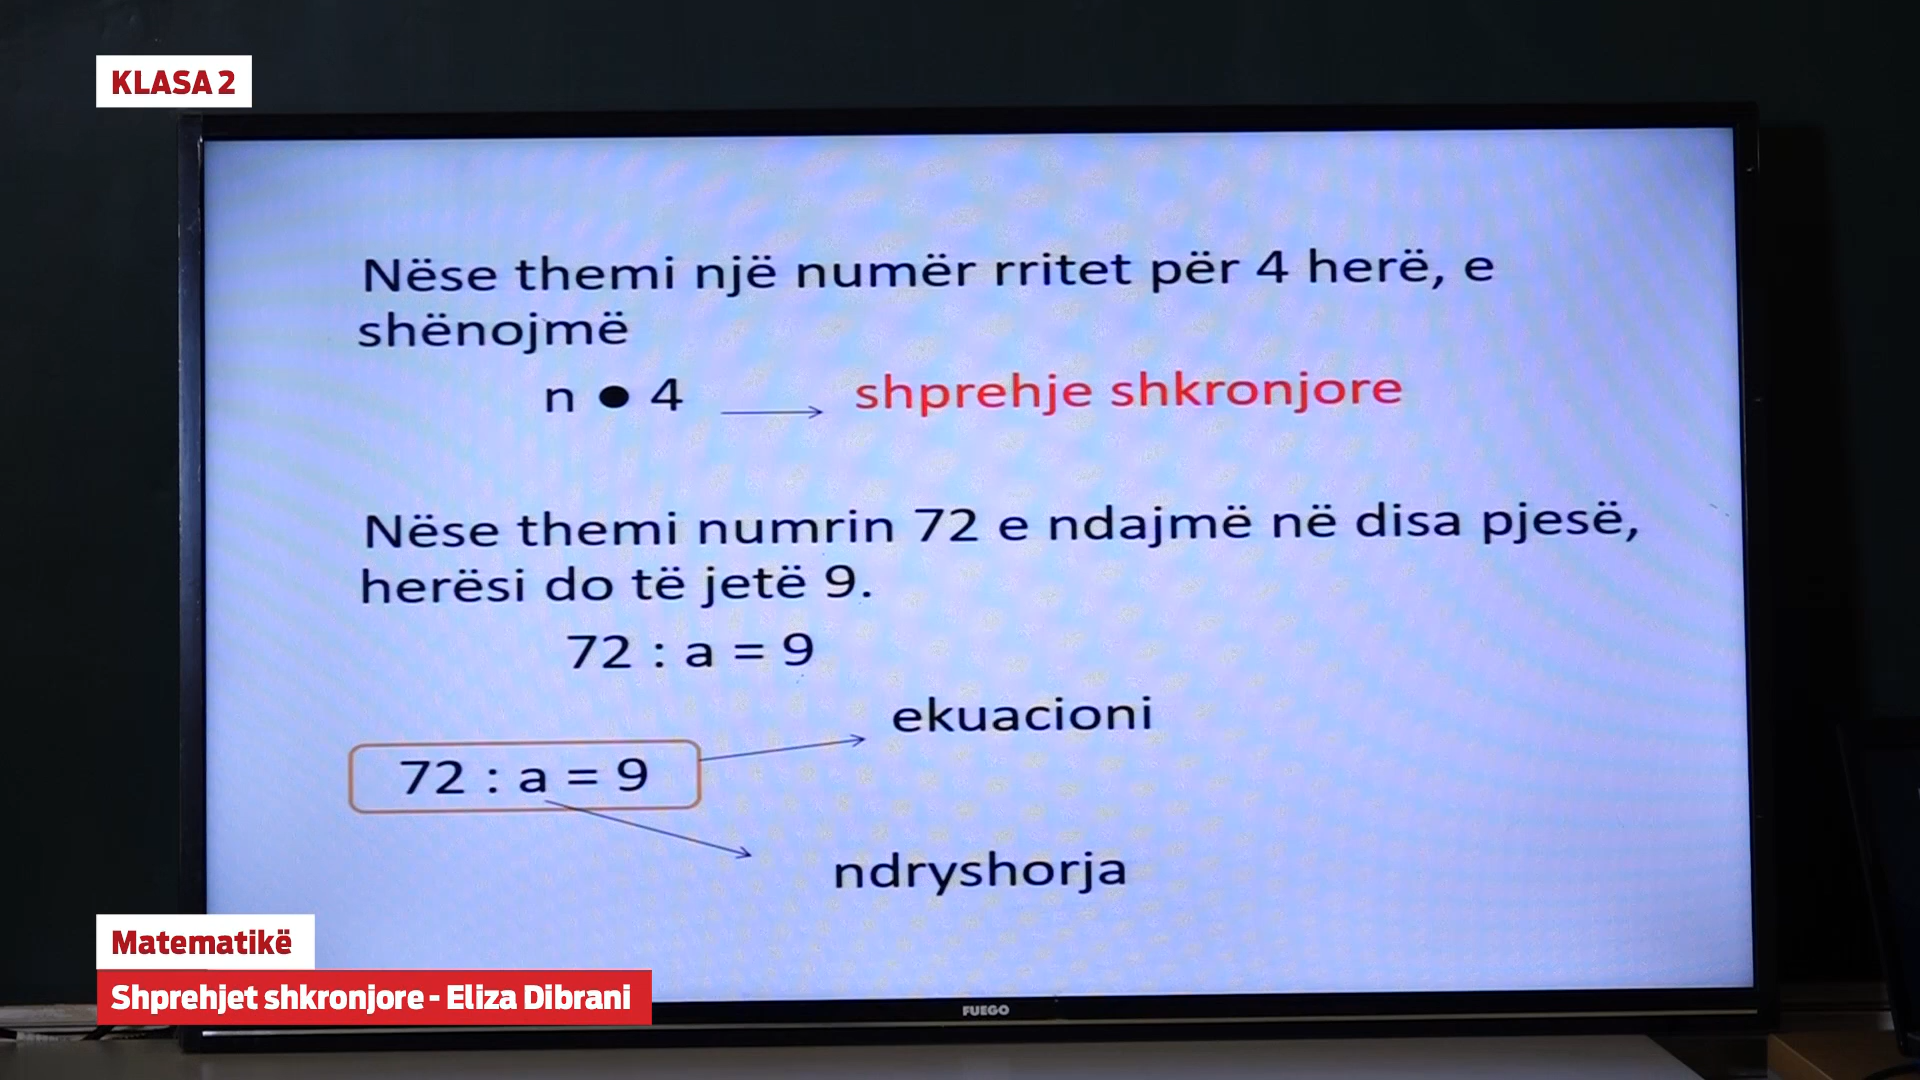 KLASA 2
Nëse themi një numër rritet për 4 herë, e
shënojmë
n ● 4 → shprehje shkronjore
Nëse themi numrin 72 e ndajmë në disa pjesë,
herësi do të jetë 9.
72 : a = 9
ekuacioni
72 : a = 9
ndryshorja
Matematikë
Shprehjet shkronjore - Eliza Dibrani
FUEGO